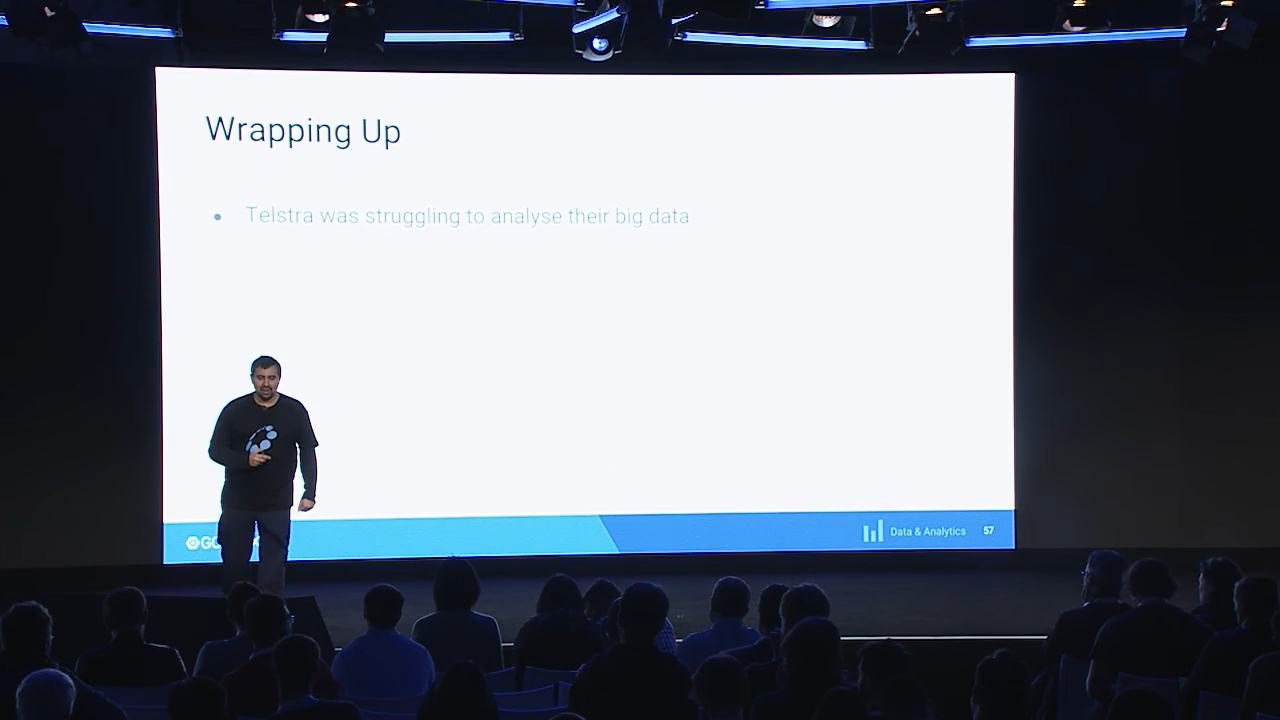 Wrapping Up
Telstra was struggling to analyse their big data
Data & Analytics 57